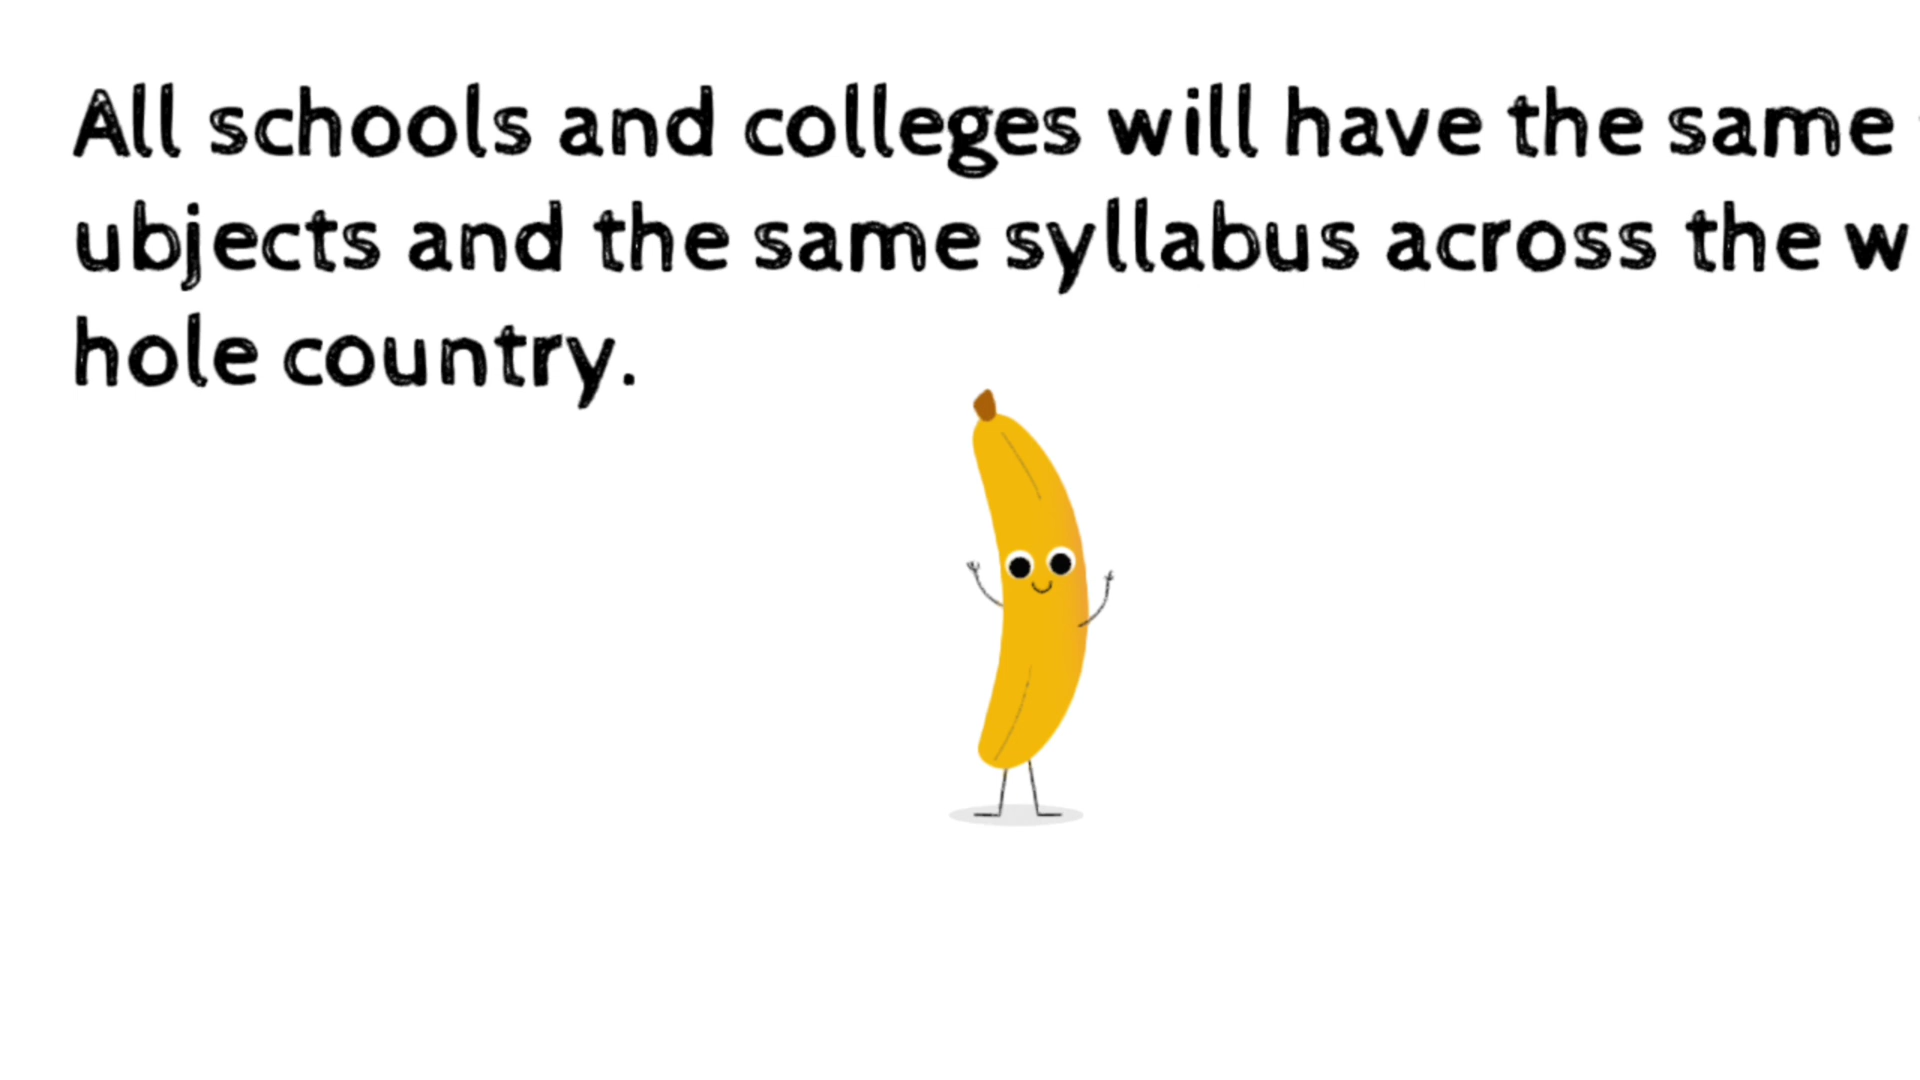 All schools and colleges will have the same
ubjects and the same syllabus across the w
hole country.